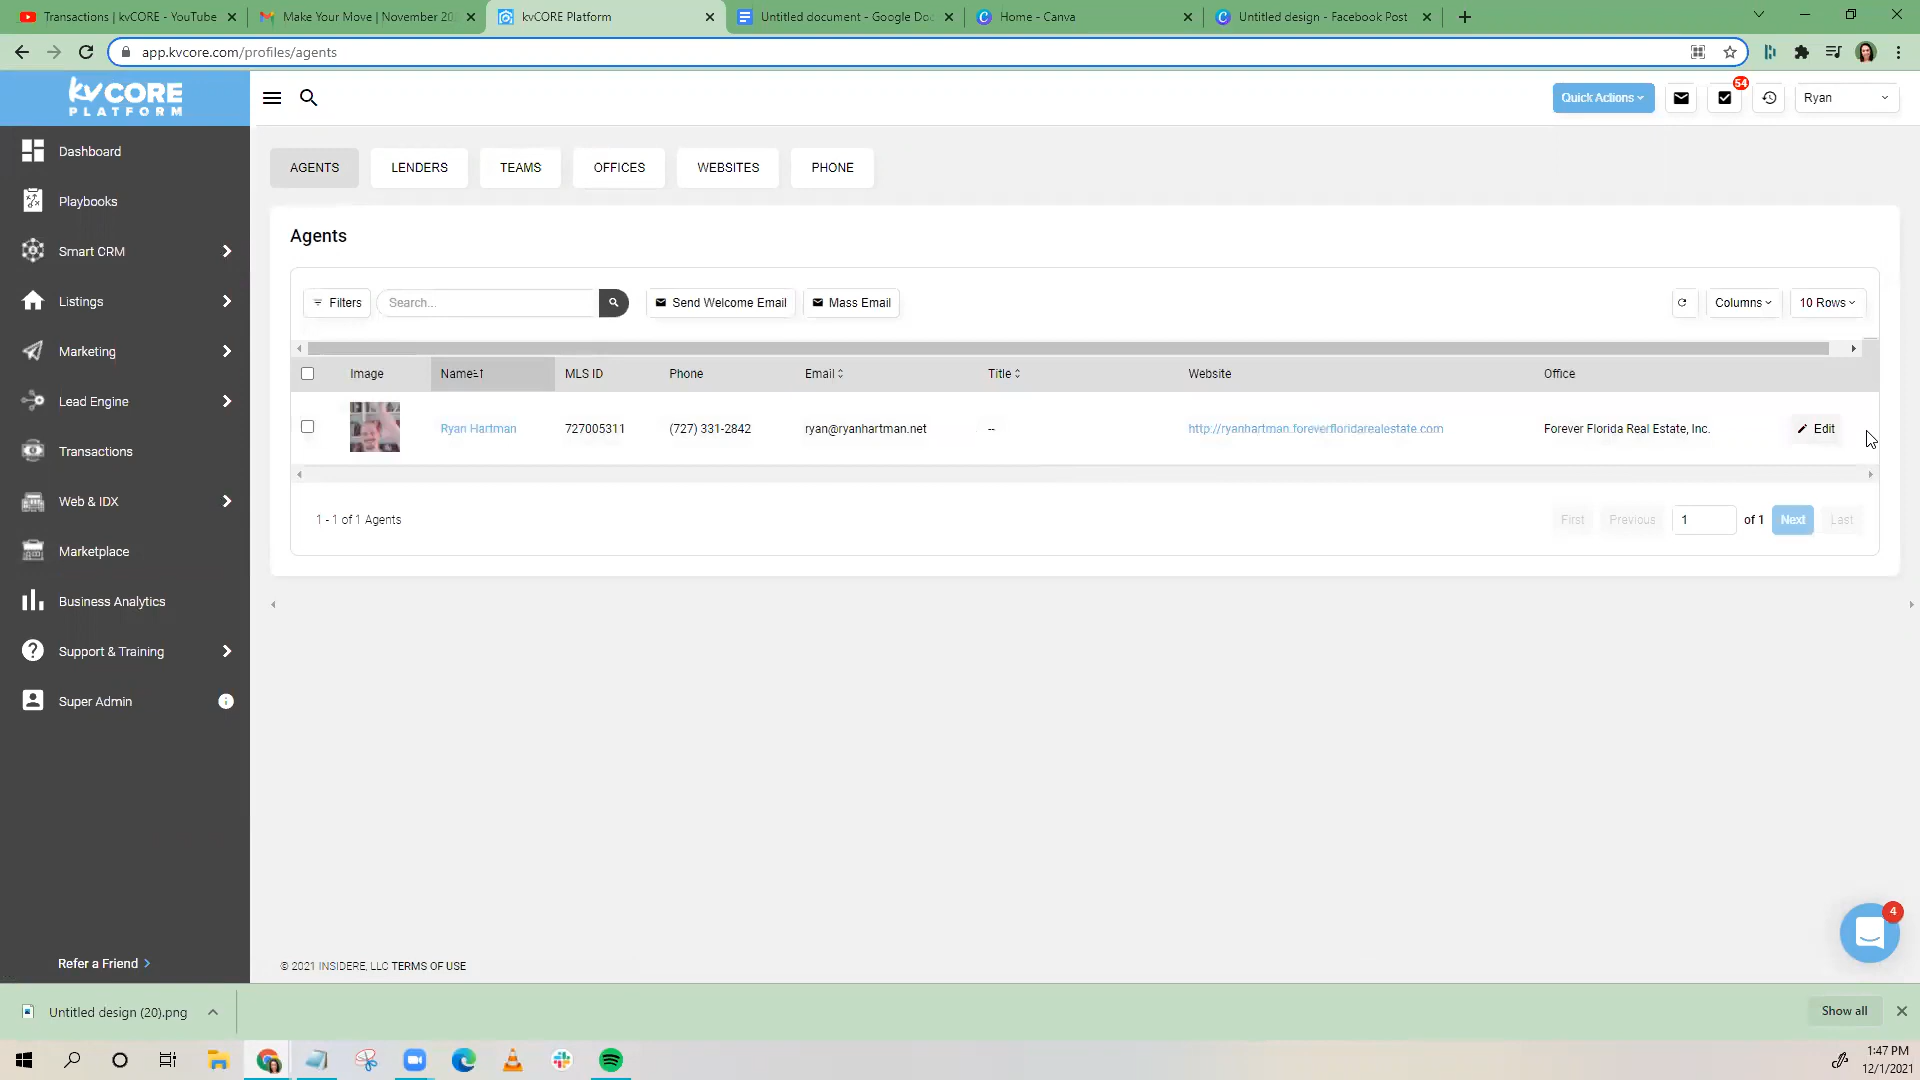 Transactions | kvCORE - YouTube
Make Your Move | November 20
kvCORE Platform
Untitled document - Google Doc
Home - Canva
Untitled design - Facebook Post
app.kvcore.com/profiles/agents
kvCORE
PLATFORM
Quick Actions
54
Ryan
Dashboard
Playbooks
Smart CRM
Listings
Marketing
Lead Engine
Transactions
Web & IDX
Marketplace
Business Analytics
Support & Training
Super Admin
Refer a Friend
AGENTS LENDERS TEAMS OFFICES WEBSITES PHONE
Agents
Filters Search... Send Welcome Email Mass Email Columns 10 Rows
Image Name MLS ID Phone Email Title Website Office
Ryan Hartman 727005311 (727) 331-2842 ryan@ryanhartman.net -- http://ryanhartman.foreverfloridarealestate.com Forever Florida Real Estate, Inc. Edit
1 - 1 of 1 Agents First Previous 1 of 1 Next Last
4
© 2021 INSIDERE, LLC TERMS OF USE
Untitled design (20).png
Show all
1:47 PM
12/1/2021